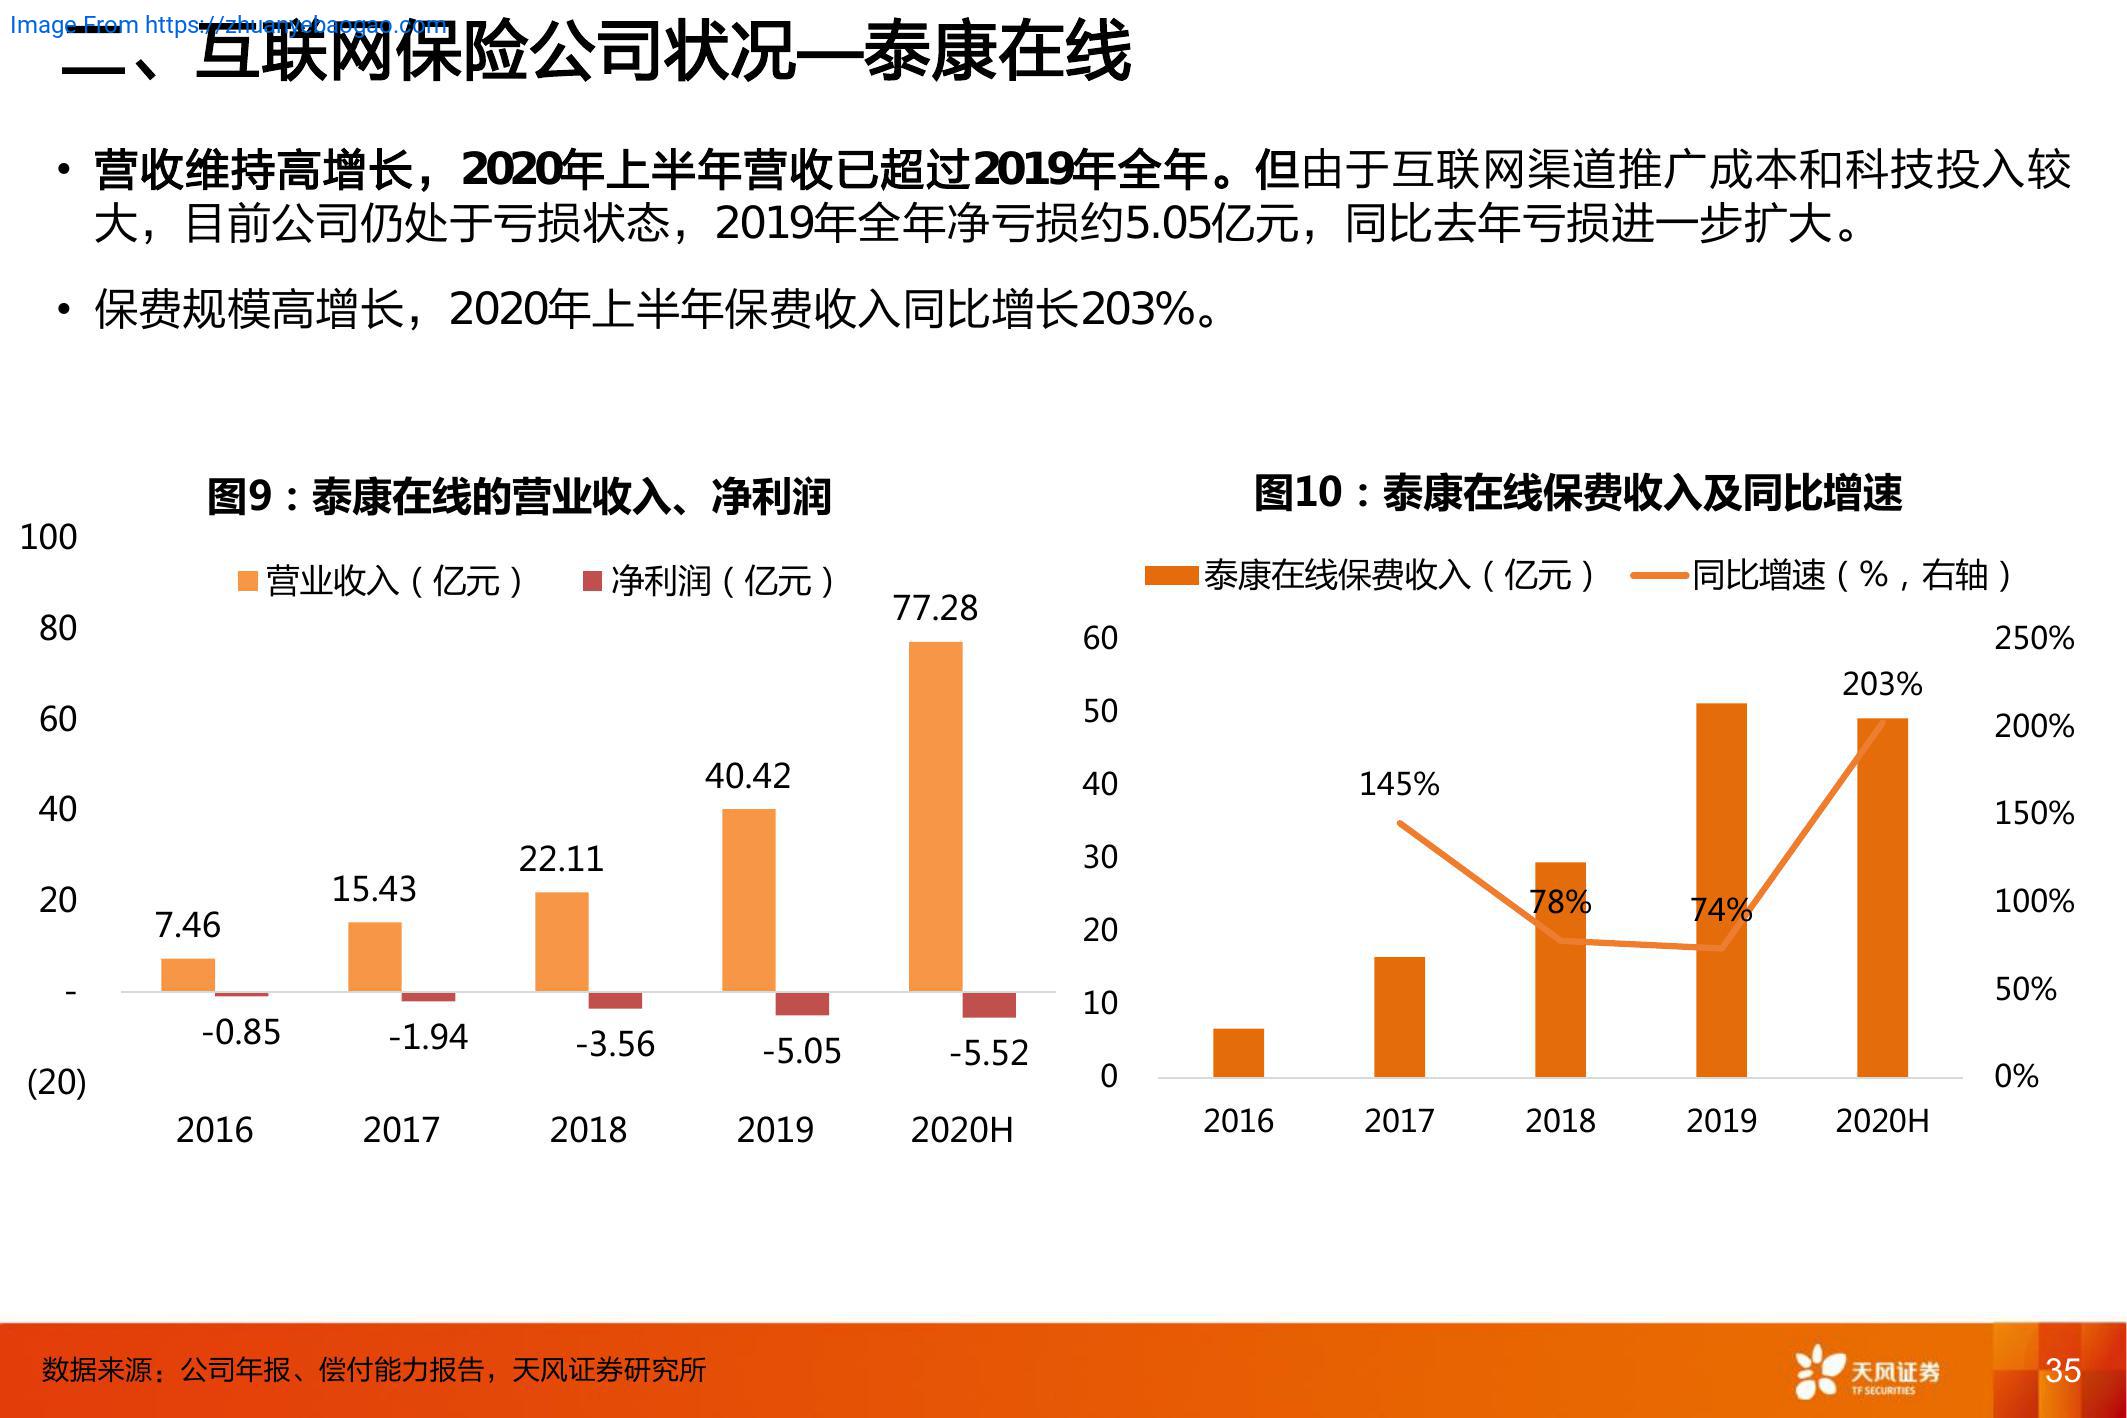 Image From https://zhuanyebaogao.com
二、互联网保险公司状况—泰康在线
• 营收维持高增长，2020年上半年营收已超过2019年全年。但由于互联网渠道推广成本和科技投入较
大，目前公司仍处于亏损状态，2019年全年净亏损约5.05亿元，同比去年亏损进一步扩大。
• 保费规模高增长，2020年上半年保费收入同比增长203%。
图9：泰康在线的营业收入、净利润
营业收入（亿元） 净利润（亿元）
100
80
60
40
20
-
(20)
7.46
15.43
22.11
40.42
77.28
-0.85
-1.94
-3.56
-5.05
-5.52
2016 2017 2018 2019 2020H
图10：泰康在线保费收入及同比增速
泰康在线保费收入（亿元） 同比增速（%，右轴）
60
50
40
30
20
10
0
145%
78%
74%
203%
250%
200%
150%
100%
50%
0%
2016 2017 2018 2019 2020H
数据来源：公司年报、偿付能力报告，天风证券研究所
天风证券
TF SECURITIES
35